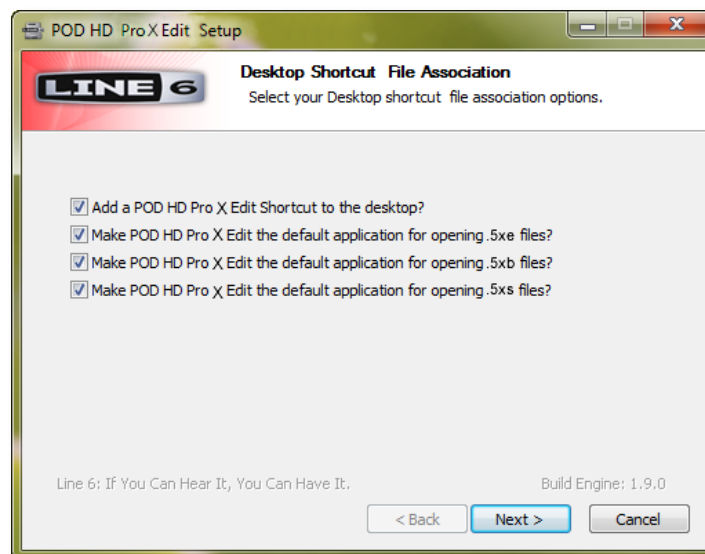 POD HD Pro X Edit Setup
LINE 6
Desktop Shortcut File Association
Select your Desktop shortcut file association options.
Add a POD HD Pro X Edit Shortcut to the desktop?
Make POD HD Pro X Edit the default application for opening .5xe files?
Make POD HD Pro X Edit the default application for opening .5xb files?
Make POD HD Pro X Edit the default application for opening .5xs files?
Line 6: If You Can Hear It, You Can Have It.
Build Engine: 1.9.0
< Back
Next >
Cancel